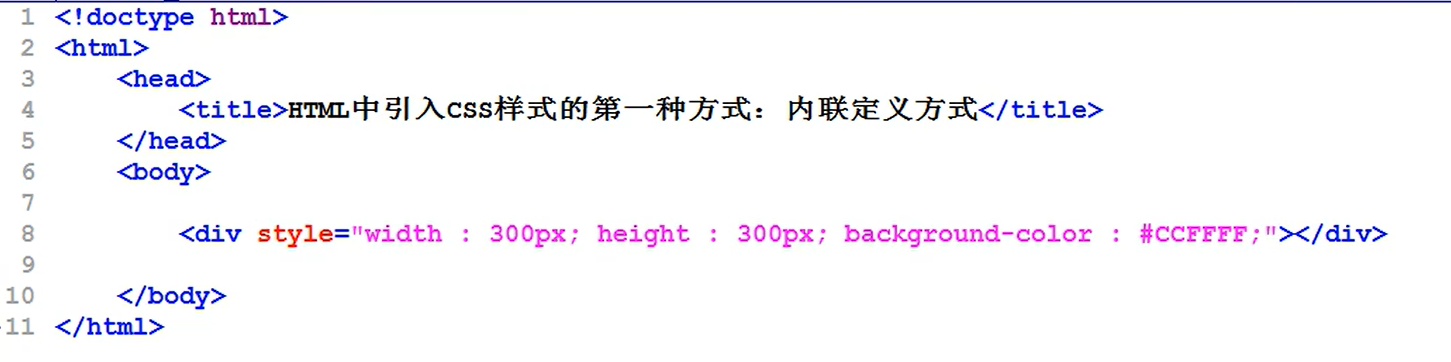 1 <!doctype html>
2 <html>
3     <head>
4         <title>HTML中引入CSS样式的第一种方式：内联定义方式</title>
5     </head>
6     <body>
7
8         <div style="width : 300px; height : 300px; background-color : #CCFFFF;"></div>
9
10     </body>
11 </html>